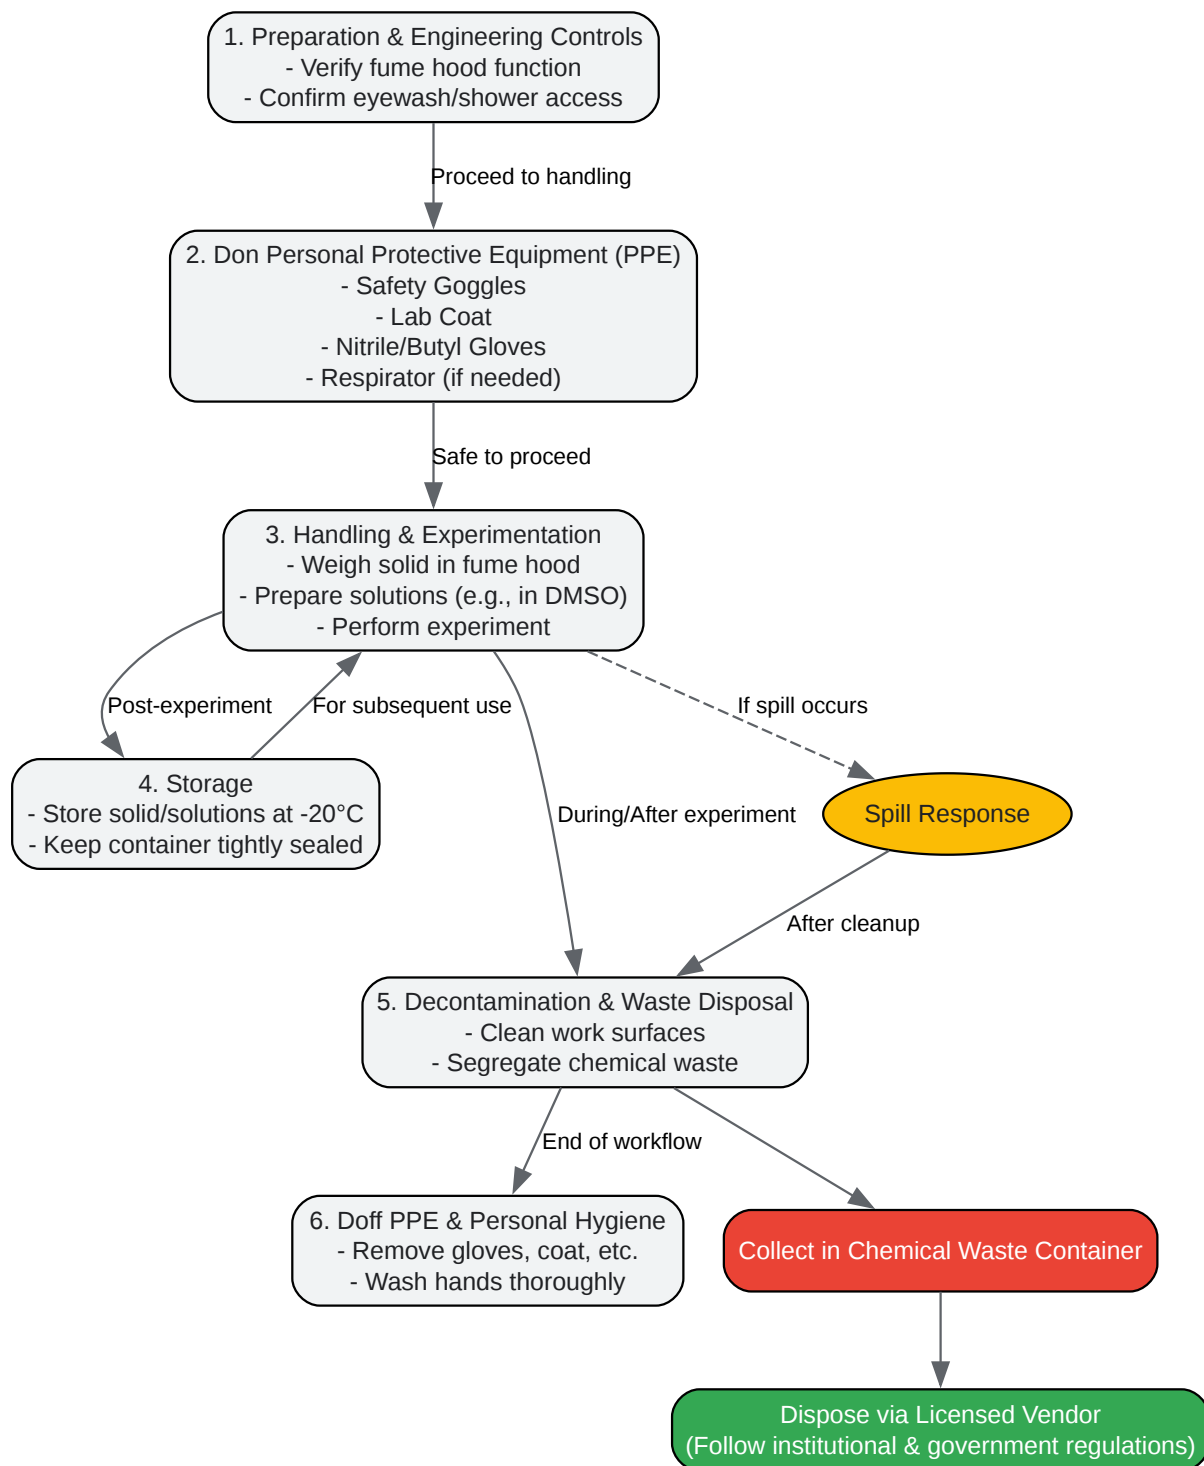 1. Preparation & Engineering Controls
- Verify fume hood function
- Confirm eyewash/shower access
Proceed to handling
2. Don Personal Protective Equipment (PPE)
- Safety Goggles
- Lab Coat
- Nitrile/Butyl Gloves
- Respirator (if needed)
Safe to proceed
3. Handling & Experimentation
- Weigh solid in fume hood
- Prepare solutions (e.g., in DMSO)
- Perform experiment
Post-experiment
For subsequent use
If spill occurs
4. Storage
- Store solid/solutions at -20°C
- Keep container tightly sealed
During/After experiment
Spill Response
After cleanup
5. Decontamination & Waste Disposal
- Clean work surfaces
- Segregate chemical waste
End of workflow
6. Doff PPE & Personal Hygiene
- Remove gloves, coat, etc.
- Wash hands thoroughly
Collect in Chemical Waste Container
Dispose via Licensed Vendor
(Follow institutional & government regulations)